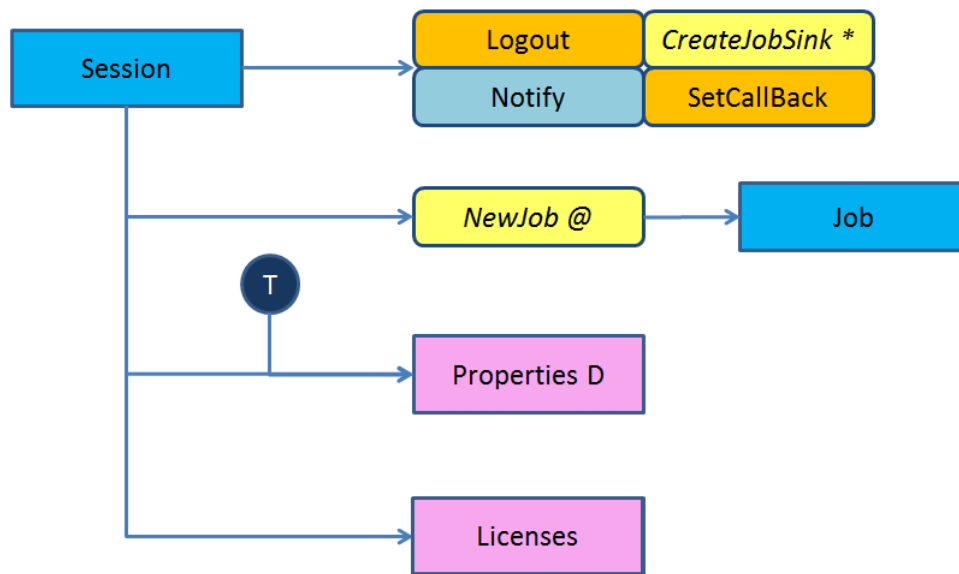 Session
Logout
CreateJobSink *
Notify
SetCallBack
NewJob @
Job
T
Properties D
Licenses